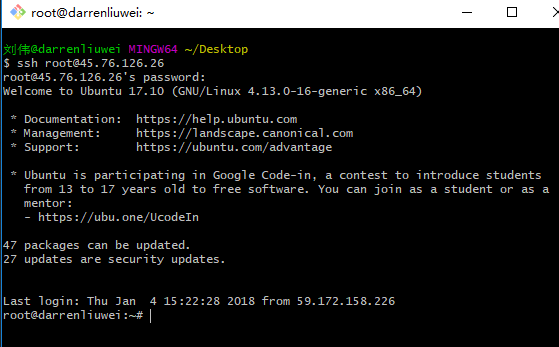 root@darrenliuwei: ~
刘伟@darrenliuwei MINGW64 ~/Desktop
$ ssh root@45.76.126.26
root@45.76.126.26's password:
Welcome to Ubuntu 17.10 (GNU/Linux 4.13.0-16-generic x86_64)
* Documentation:  https://help.ubuntu.com
* Management:     https://landscape.canonical.com
* Support:        https://ubuntu.com/advantage
* Ubuntu is participating in Google Code-in, a contest to introduce students
from 13 to 17 years old to free software. You can join as a student or as a
mentor:
- https://ubu.one/UcodeIn
47 packages can be updated.
27 updates are security updates.
Last login: Thu Jan  4 15:22:28 2018 from 59.172.158.226
root@darrenliuwei:~#